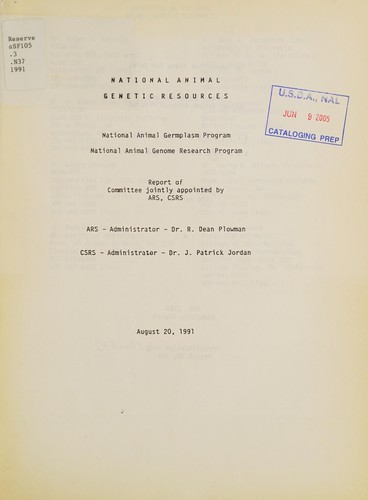 Reserve
aSF105
.3
.N37
1991
NATIONAL ANIMAL
GENETIC RESOURCES
U.S.D.A., NAL
JUN 9 2005
CATALOGING PREP
National Animal Germplasm Program
National Animal Genome Research Program
Report of
Committee jointly appointed by
ARS, CSRS
ARS - Administrator - Dr. R. Dean Plowman
CSRS - Administrator - Dr. J. Patrick Jordan
August 20, 1991